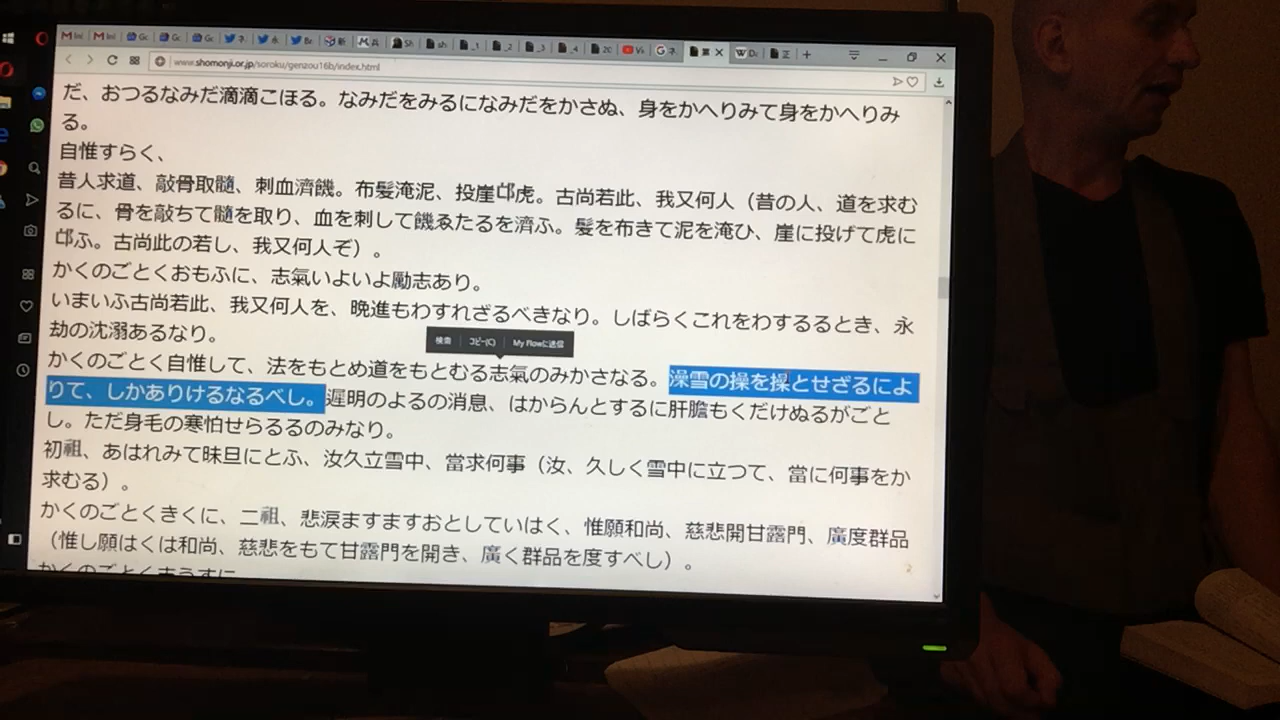 www.shomonji.or.jp/soroku/genzou16b/index.html
だ、おつるなみだ滴滴こほる。なみだをみるになみだをかさぬ、身をかへりみて身をかへりみ
る。
自惟すらく、
昔人求道、敲骨取髓、刺血濟饑。布髪淹泥、投崖飼虎。古尚若此、我又何人（昔の人、道を求む
るに、骨を敲ちて髓を取り、血を刺して饑ゑたるを濟ふ。髪を布きて泥を淹ひ、崖に投げて虎に
飼ふ。古尚此の若し、我又何人ぞ）。
かくのごとくおもふに、志氣いよいよ勵志あり。
いまいふ古尚若此、我又何人を、晩進もわすれざるべきなり。しばらくこれをわするるとき、永
劫の沈溺あるなり。
検索 コピー(C) My Flowに送信
かくのごとく自惟して、法をもとめ道をもとむる志氣のみかさなる。澡雪の操を操とせざるによ
りて、しかありけるなるべし。遲明のよるの消息、はからんとするに肝膽もくだけぬるがごと
し。ただ身毛の寒怕せらるるのみなり。
初祖、あはれみて昧旦にとふ、汝久立雪中、當求何事（汝、久しく雪中に立つて、當に何事をか
求むる）。
かくのごとくきくに、二祖、悲涙ますますおとしていはく、惟願和尚、慈悲開甘露門、廣度群品
（惟し願はくは和尚、慈悲をもて甘露門を開き、廣く群品を度すべし）。
かくのごとくまうすに